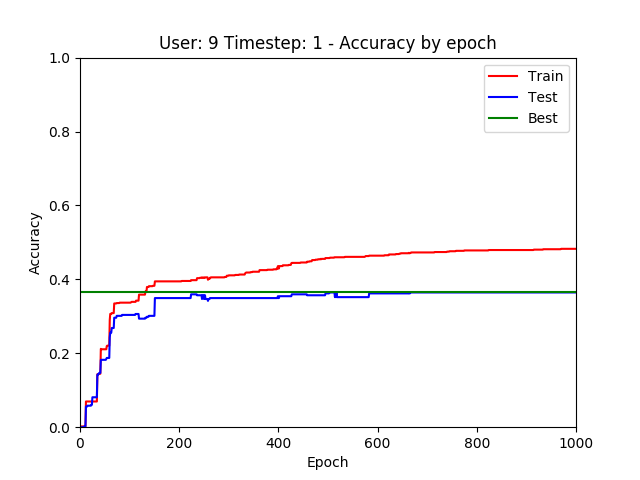 User: 9 Timestep: 1 - Accuracy by epoch
1.0
0.8
0.6
0.4
0.2
0.0
Accuracy
Train
Test
Best
0 200 400 600 800 1000
Epoch